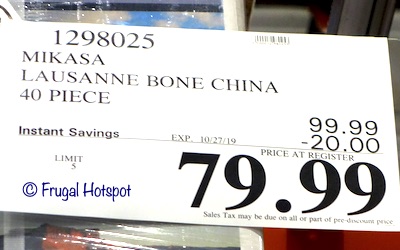 1298025
MIKASA
LAUSANNE BONE CHINA
40 PIECE
99.99
Instant Savings EXP. 10/27/19 -20.00
PRICE AT REGISTER
LIMIT
5
79.99
© Frugal Hotspot
Sales Tax may be due on all or part of pre-discount price